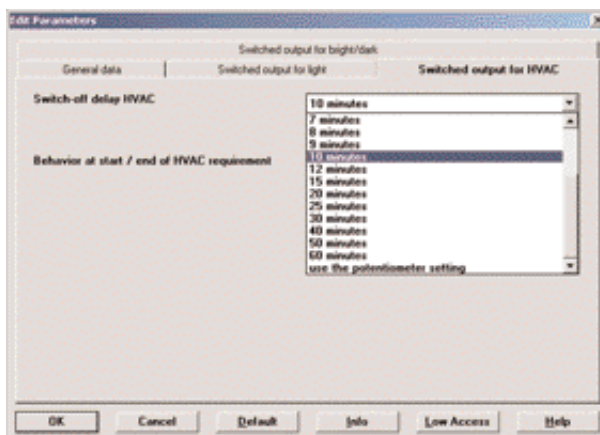 Edit Parameters
Switched output for bright/dark
General data
Switched output for light
Switched output for HVAC
Switch-off delay HVAC
10 minutes
7 minutes
8 minutes
9 minutes
Behavior at start / end of HVAC requirement
10 minutes
12 minutes
15 minutes
20 minutes
25 minutes
30 minutes
40 minutes
50 minutes
60 minutes
use the potentiometer setting
OK
Cancel
Default
Info
Low Access
Help